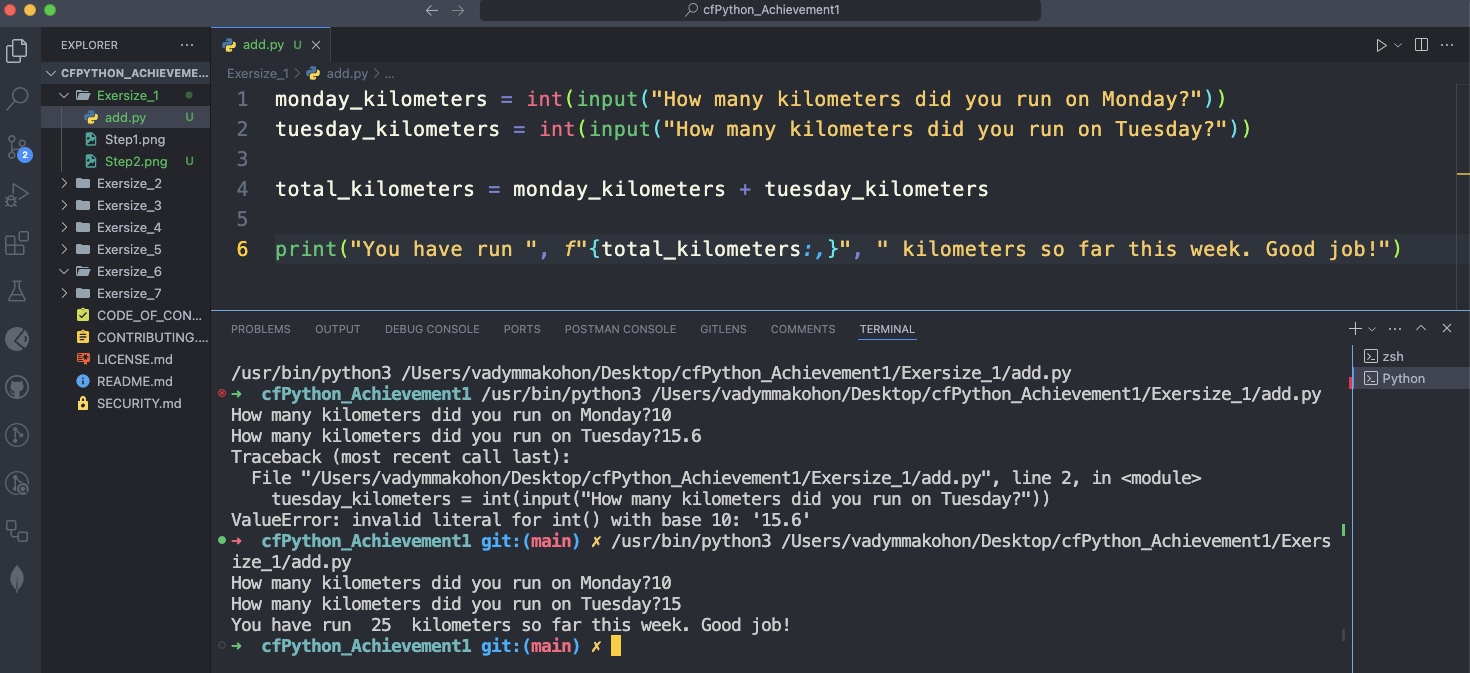 cfPython_Achievement1
EXPLORER ...
add.py U
CFPYTHON_ACHIEVEME...
Exersize_1
add.py U
Step1.png
Step2.png U
Exersize_2
Exersize_3
Exersize_4
Exersize_5
Exersize_6
Exersize_7
CODE_OF_CON...
CONTRIBUTING....
LICENSE.md
README.md
SECURITY.md
2
Exersize_1 > add.py > ...
1 monday_kilometers = int(input("How many kilometers did you run on Monday?"))
2 tuesday_kilometers = int(input("How many kilometers did you run on Tuesday?"))
3
4 total_kilometers = monday_kilometers + tuesday_kilometers
5
6 print("You have run ", f"{total_kilometers:,}", " kilometers so far this week. Good job!")
PROBLEMS OUTPUT DEBUG CONSOLE PORTS POSTMAN CONSOLE GITLENS COMMENTS TERMINAL
/usr/bin/python3 /Users/vadymmakohon/Desktop/cfPython_Achievement1/Exersize_1/add.py
➜ cfPython_Achievement1 /usr/bin/python3 /Users/vadymmakohon/Desktop/cfPython_Achievement1/Exersize_1/add.py
How many kilometers did you run on Monday?10
How many kilometers did you run on Tuesday?15.6
Traceback (most recent call last):
File "/Users/vadymmakohon/Desktop/cfPython_Achievement1/Exersize_1/add.py", line 2, in <module>
tuesday_kilometers = int(input("How many kilometers did you run on Tuesday?"))
ValueError: invalid literal for int() with base 10: '15.6'
➜ cfPython_Achievement1 git:(main) ✗ /usr/bin/python3 /Users/vadymmakohon/Desktop/cfPython_Achievement1/Exers
ize_1/add.py
How many kilometers did you run on Monday?10
How many kilometers did you run on Tuesday?15
You have run  25  kilometers so far this week. Good job!
➜ cfPython_Achievement1 git:(main) ✗
zsh
Python